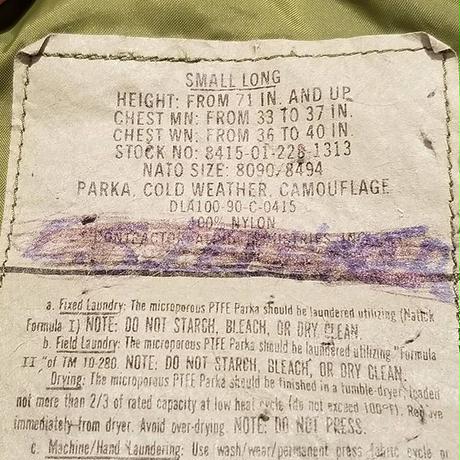 SMALL LONG
HEIGHT: FROM 71 IN. AND UP
CHEST MN: FROM 33 TO 37 IN.
CHEST WN: FROM 36 TO 40 IN.
STOCK NO: 8415-01-228-1313
NATO SIZE: 8090/8494
PARKA, COLD WEATHER, CAMOUFLAGE
DLA100-90-C-0415
100% NYLON
CONTRACTOR INDUSTRIES INC.
a. Fixed Laundry: The microporous PTFE Parka should be laundered utilizing (Natick
Formula I) NOTE: DO NOT STARCH, BLEACH, OR DRY CLEAN.
b. Field Laundry: The microporous PTFE Parka should be laundered utilizing "Formula
II" of TM 10-280. NOTE: DO NOT STARCH, BLEACH, OR DRY CLEAN.
Drying: The microporous PTFE Parka should be finished in a tumble-dryer, loaded
not more than 2/3 of rated capacity at low heat cycle (do not exceed 100°F). Remove
immediately from dryer. Avoid over-drying. NOTE: DO NOT PRESS.
c. Machine/Hand Laundering: Use wash/wear/permanent press fabric cycle or